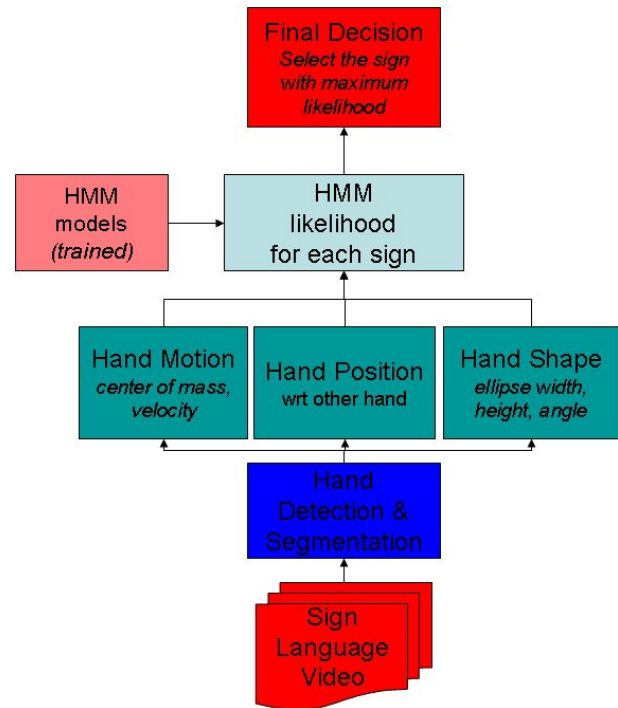 Final Decision
Select the sign
with maximum
likelihood
HMM
models
(trained)
HMM
likelihood
for each sign
Hand Motion
center of mass,
velocity
Hand Position
wrt other hand
Hand Shape
ellipse width,
height, angle
Hand
Detection &
Segmentation
Sign
Language
Video